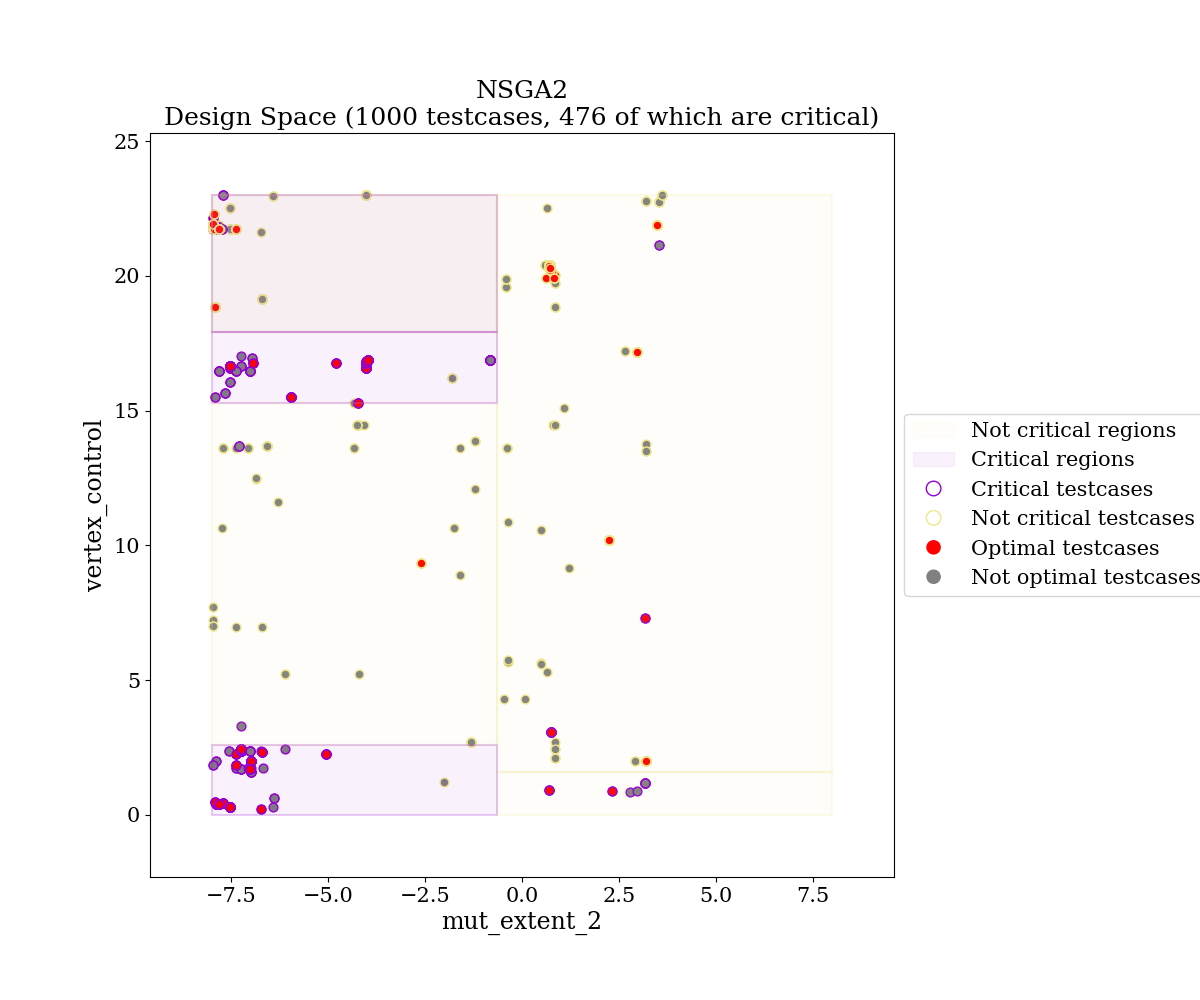 NSGA2
Design Space (1000 testcases, 476 of which are critical)
25
20
15
10
5
0
vertex_control
−7.5
−5.0
−2.5
0.0
2.5
5.0
7.5
mut_extent_2
Not critical regions
Critical regions
Critical testcases
Not critical testcases
Optimal testcases
Not optimal testcases